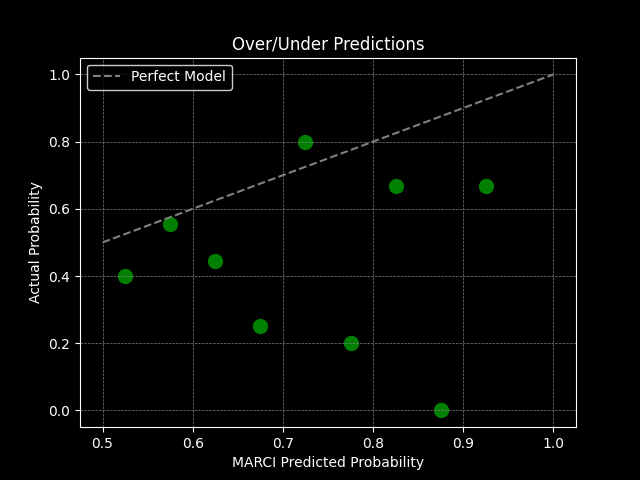 Over/Under Predictions
Perfect Model
1.0
0.8
0.6
0.4
0.2
0.0
Actual Probability
0.5 0.6 0.7 0.8 0.9 1.0
MARCI Predicted Probability